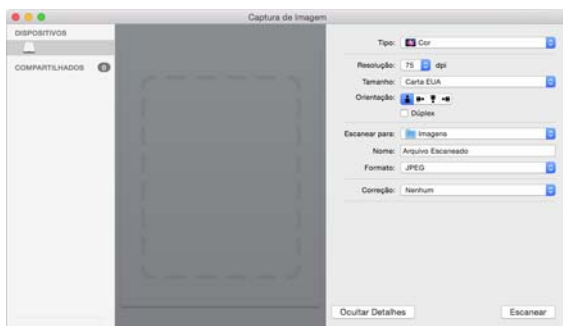 Captura de Imagem
DISPOSITIVOS
COMPARTILHADOS
Tipo: Cor
Resolução: 75 dpi
Tamanho: Carta EUA
Orientação:
Dúplex
Escanear para: Imagens
Nome: Arquivo Escaneado
Formato: JPEG
Correção: Nenhum
Ocultar Detalhes
Escanear